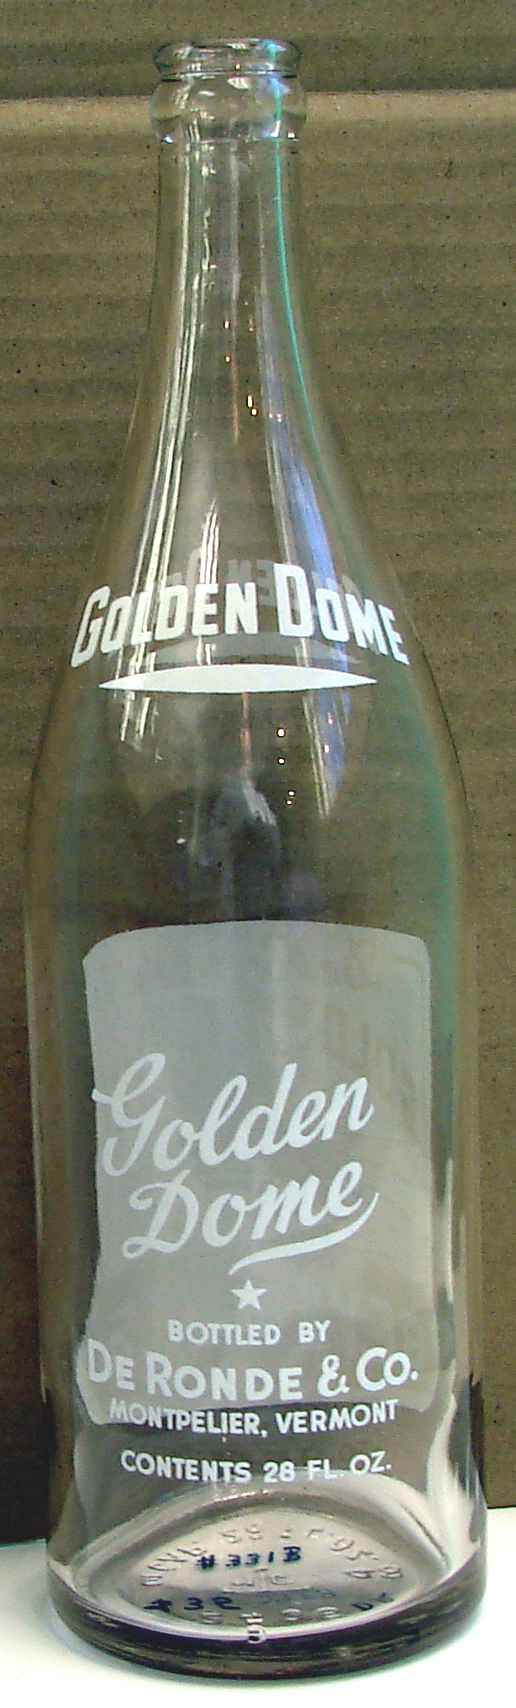 GOLDEN DOME
Golden
Dome
BOTTLED BY
DE RONDE & CO.
MONTPELIER, VERMONT
CONTENTS 28 FL. OZ.
#331B